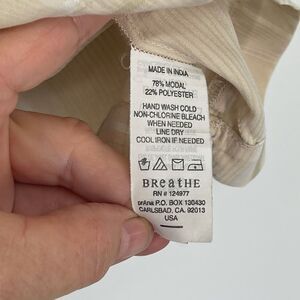 MADE IN INDIA
78% MODAL
22% POLYESTER
HAND WASH COLD
NON-CHLORINE BLEACH
WHEN NEEDED
LINE DRY
COOL IRON IF NEEDED
BReatHE
RN # 124977
prAna P.O. BOX 130430
CARLSBAD, CA. 92013
USA